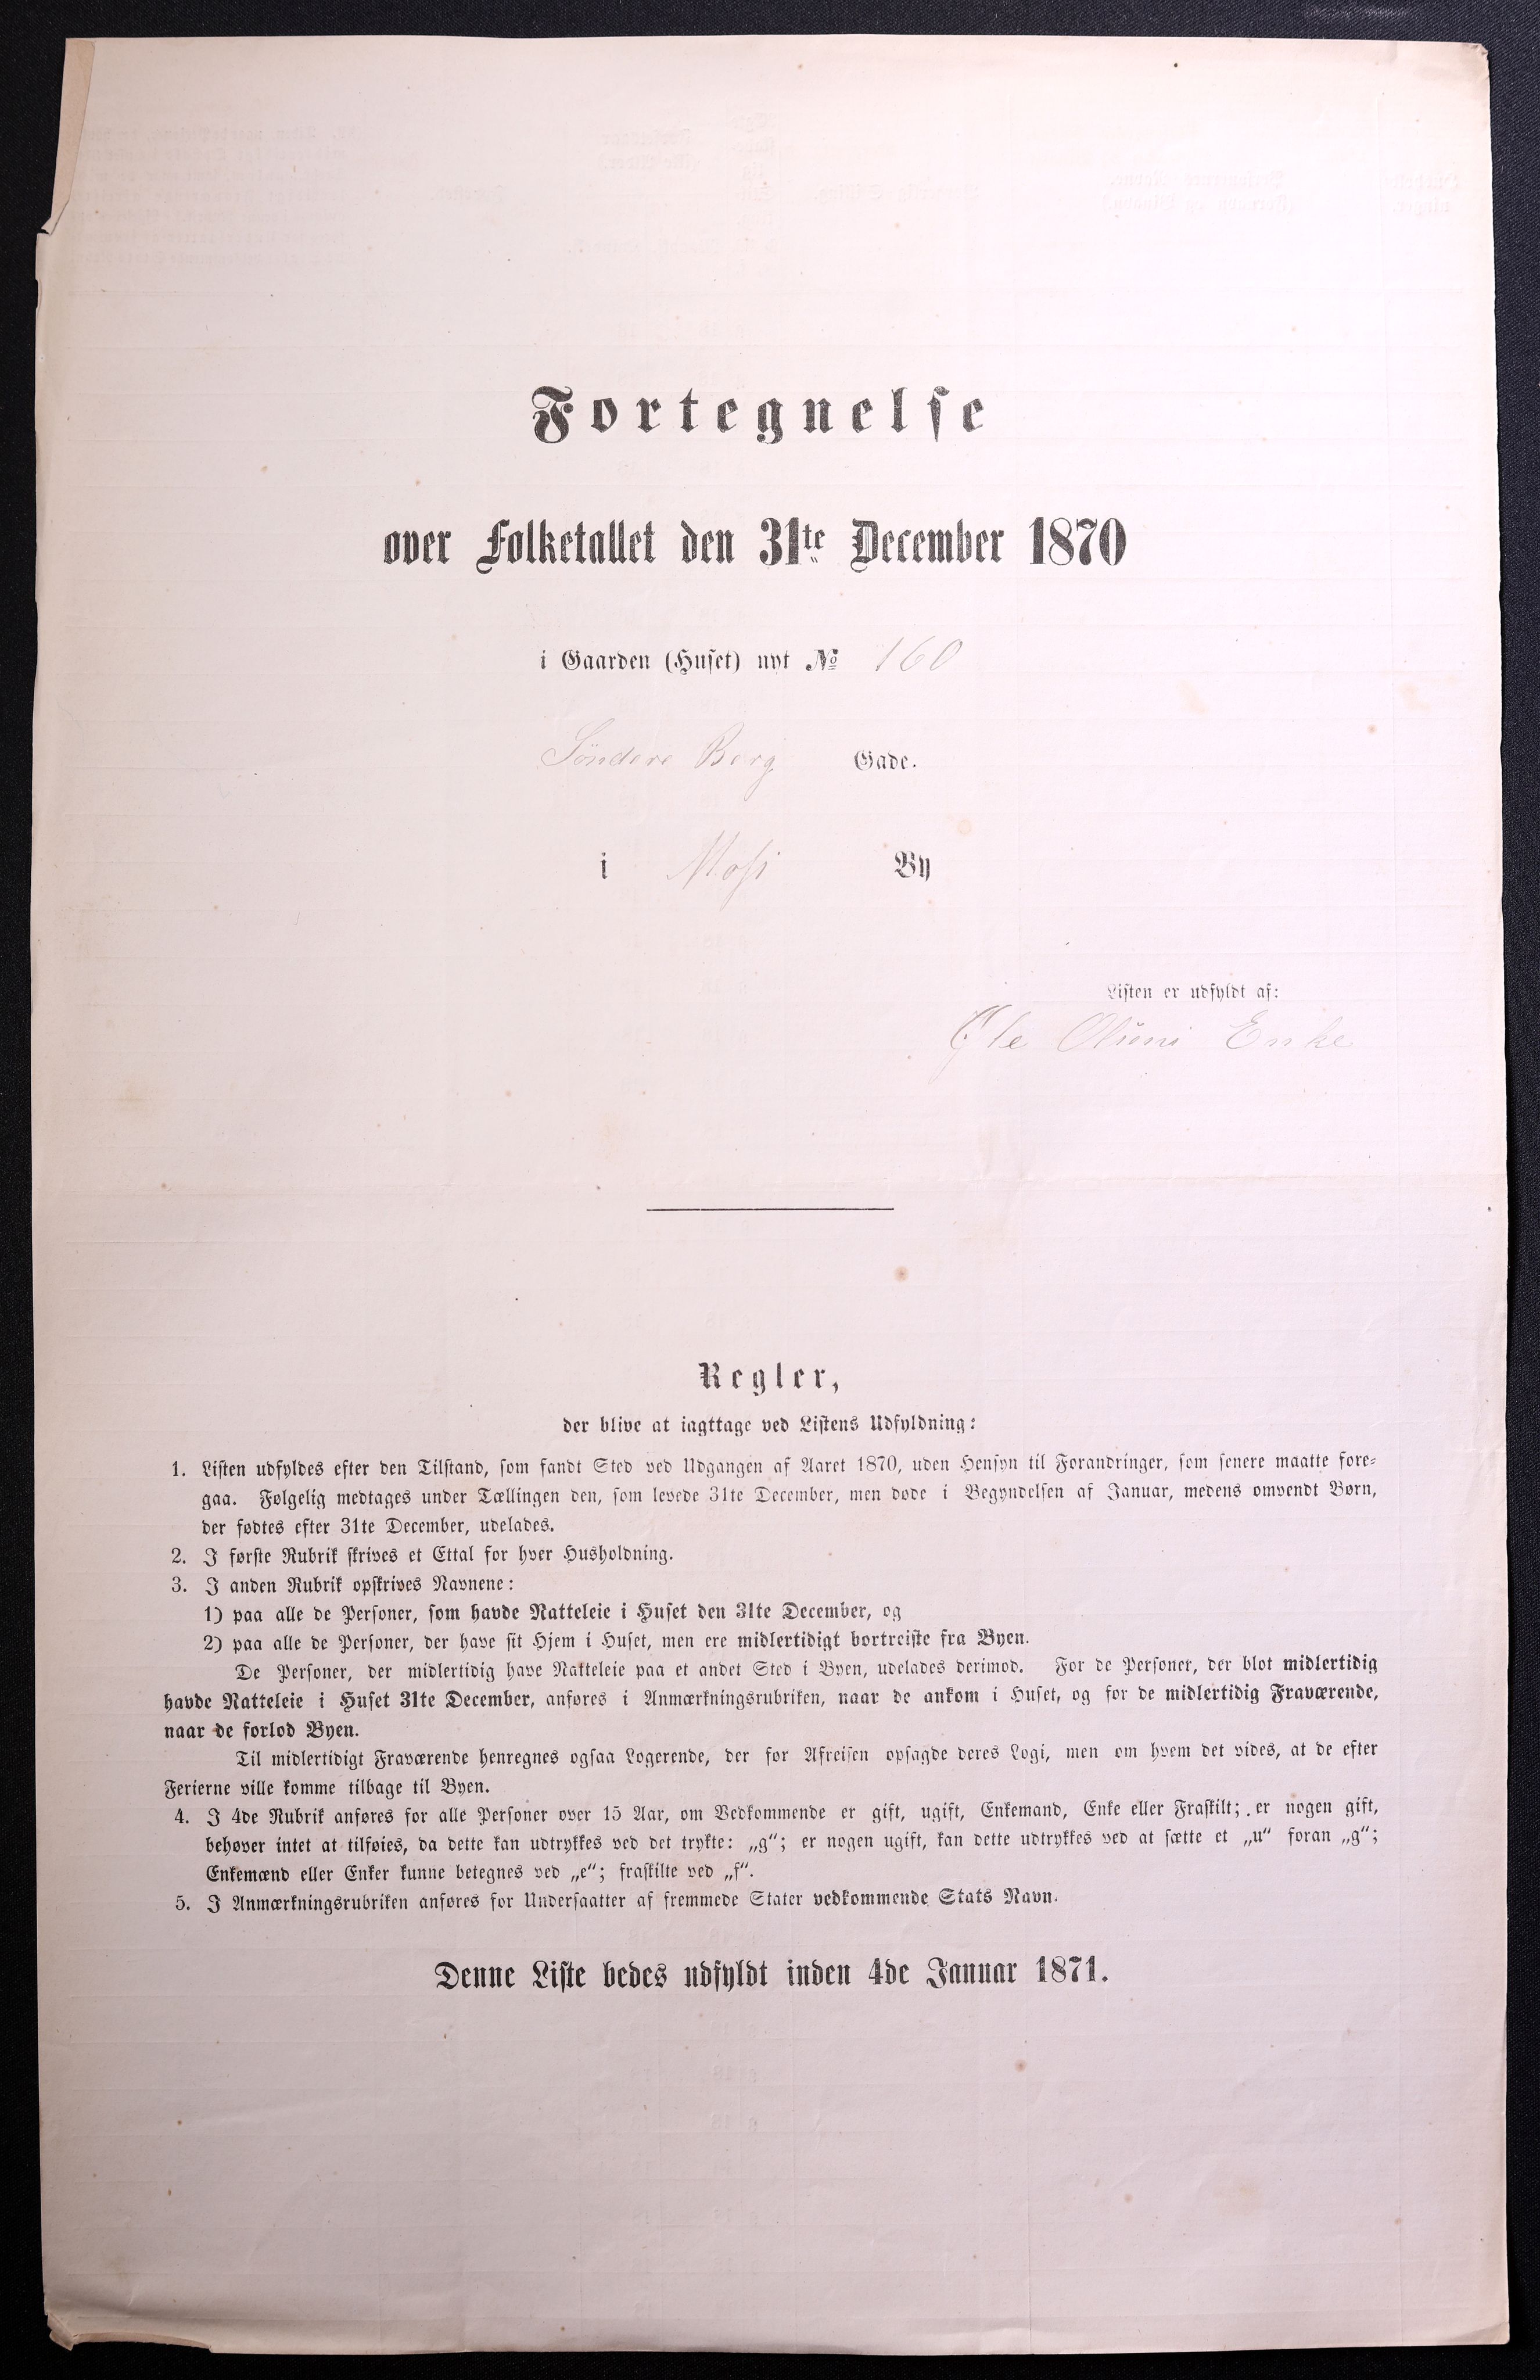 Fortegnelse
over Folketallet den 31te December 1870
i Gaarden (Huset) nyt № 160
Söndere Berg Gade.
i Moss By
Listen er udfyldt af:
Ole Olsens Enke
Regler,
der blive at iagttage ved Listens Udfyldning:
1. Listen udfyldes efter den Tilstand, som fandt Sted ved Udgangen af Aaret 1870, uden Hensyn til Forandringer, som senere maatte fore-
gaa. Følgelig medtages under Tællingen den, som levede 31te December, men døde i Begyndelsen af Januar, medens omvendt Børn,
der fødtes efter 31te December, udelades.
2. I første Rubrik skrives et Ettal for hver Husholdning.
3. I anden Rubrik opskrives Navnene:
1) paa alle de Personer, som havde Natteleie i Huset den 31te December, og
2) paa alle de Personer, der have sit Hjem i Huset, men ere midlertidigt bortreiste fra Byen.
De Personer, der midlertidig have Natteleie paa et andet Sted i Byen, udelades derimod. For de Personer, der blot midlertidig
havde Natteleie i Huset 31te December, anføres i Anmærkningsrubriken, naar de ankom i Huset, og for de midlertidig Fraværende,
naar de forlod Byen.
Til midlertidigt Fraværende henregnes ogsaa Logerende, der før Afreisen opsagde deres Logi, men om hvem det vides, at de efter
Ferierne ville komme tilbage til Byen.
4. I 4de Rubrik anføres for alle Personer over 15 Aar, om Vedkommende er gift, ugift, Enkemand, Enke eller Fraskilt; er nogen gift,
behøver intet at tilføies, da dette kan udtrykkes ved det trykte: „g“; er nogen ugift, kan dette udtrykkes ved at sætte et „u“ foran „g“;
Enkemænd eller Enker kunne betegnes ved „e“; fraskilte ved „f“.
5. I Anmærkningsrubriken anføres for Undersaatter af fremmede Stater vedkommende Stats Navn.
Denne Liste bedes udfyldt inden 4de Januar 1871.